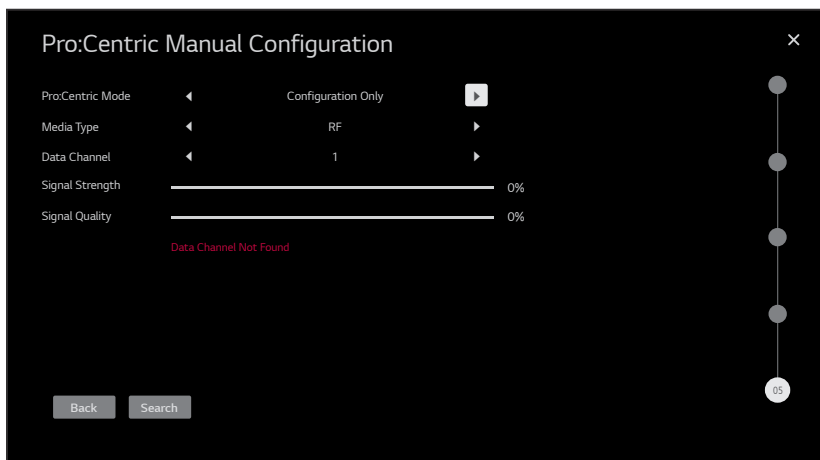 Pro:Centric Manual Configuration
Pro:Centric Mode Configuration Only
Media Type RF
Data Channel 1
Signal Strength 0%
Signal Quality 0%
Data Channel Not Found
05
Back Search